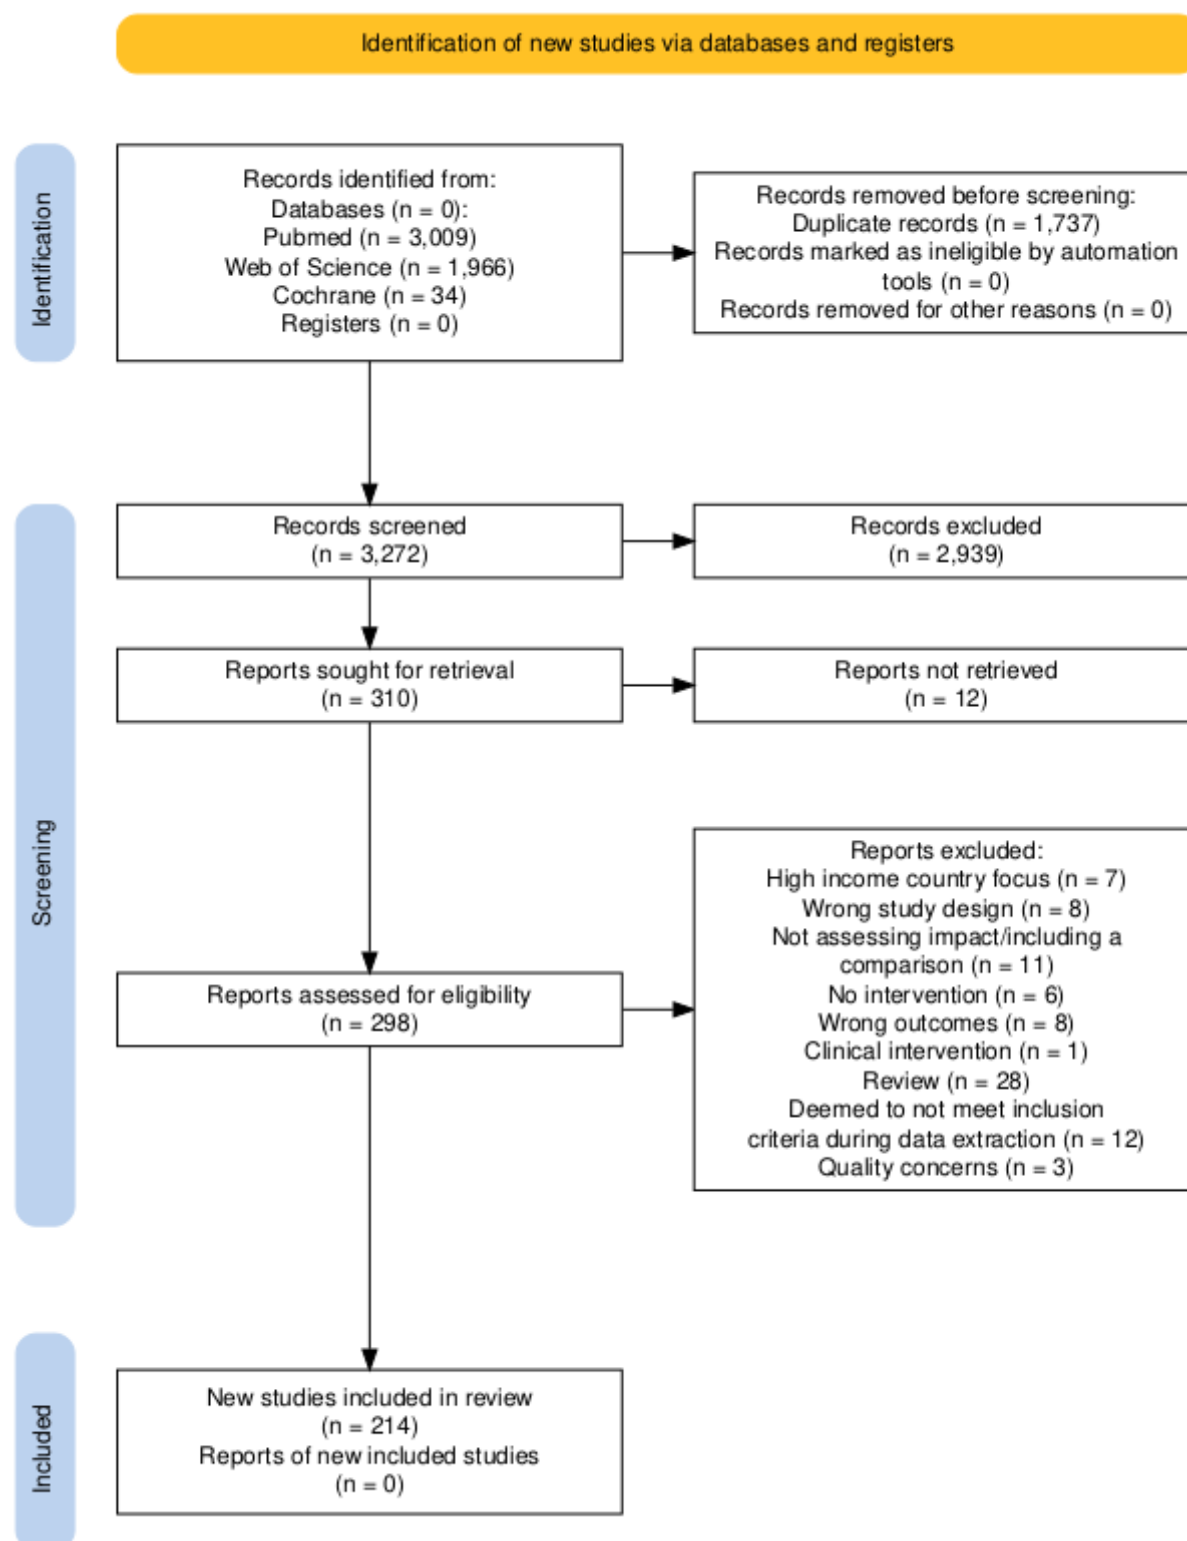 Identification of new studies via databases and registers
Identification
Records identified from:
Databases (n = 0):
Pubmed (n = 3,009)
Web of Science (n = 1,966)
Cochrane (n = 34)
Registers (n = 0)
Records removed before screening:
Duplicate records (n = 1,737)
Records marked as ineligible by automation
tools (n = 0)
Records removed for other reasons (n = 0)
Screening
Records screened
(n = 3,272)
Records excluded
(n = 2,939)
Reports sought for retrieval
(n = 310)
Reports not retrieved
(n = 12)
Reports assessed for eligibility
(n = 298)
Reports excluded:
High income country focus (n = 7)
Wrong study design (n = 8)
Not assessing impact/including a
comparison (n = 11)
No intervention (n = 6)
Wrong outcomes (n = 8)
Clinical intervention (n = 1)
Review (n = 28)
Deemed to not meet inclusion
criteria during data extraction (n = 12)
Quality concerns (n = 3)
Included
New studies included in review
(n = 214)
Reports of new included studies
(n = 0)